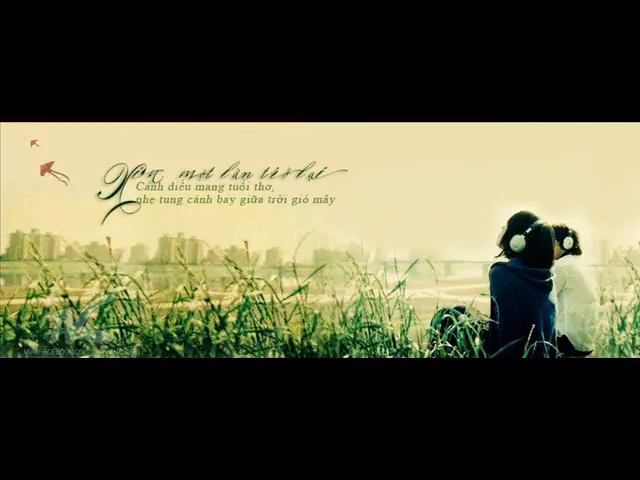 Xin một lần trở lại
Cánh diều mang tuổi thơ,
nhẹ tung cánh bay giữa trời gió mây